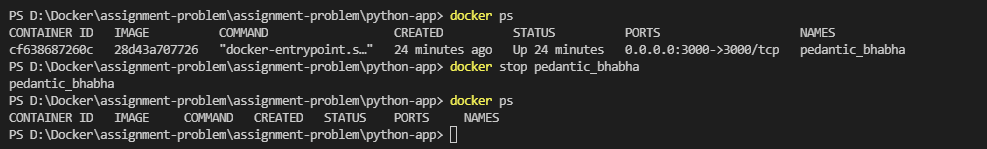 PS D:\Docker\assignment-problem\assignment-problem\python-app> docker ps
CONTAINER ID   IMAGE          COMMAND                  CREATED          STATUS          PORTS                    NAMES
cf638687260c   28d43a707726   "docker-entrypoint.s…"   24 minutes ago   Up 24 minutes   0.0.0.0:3000->3000/tcp   pedantic_bhabha
PS D:\Docker\assignment-problem\assignment-problem\python-app> docker stop pedantic_bhabha
pedantic_bhabha
PS D:\Docker\assignment-problem\assignment-problem\python-app> docker ps
CONTAINER ID   IMAGE     COMMAND   CREATED   STATUS    PORTS     NAMES
PS D:\Docker\assignment-problem\assignment-problem\python-app>